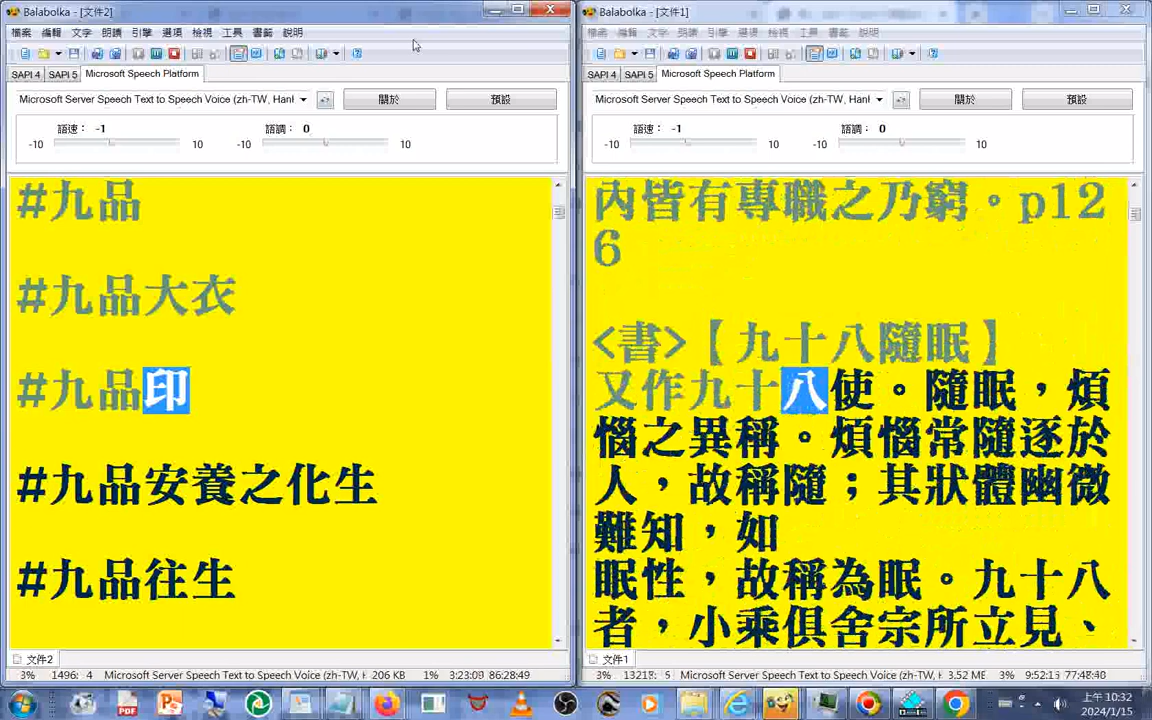 Balabolka - [文件2]
檔案 編輯 文字 朗讀 引擎 選項 檢視 工具 書籤 說明
SAPI 4 SAPI 5 Microsoft Speech Platform
Microsoft Server Speech Text to Speech Voice (zh-TW, Hanl
關於 預設
語速： -1 語調： 0
-10 10 -10 10
#九品
#九品大衣
#九品印
#九品安養之化生
#九品往生
文件2
3% 1496: 4 Microsoft Server Speech Text to Speech Voice (zh-TW, H 206 KB 1% 3:23:09 86:28:49
Balabolka - [文件1]
檔案 編輯 文字 朗讀 引擎 選項 檢視 工具 書籤 說明
SAPI 4 SAPI 5 Microsoft Speech Platform
Microsoft Server Speech Text to Speech Voice (zh-TW, Hanl
關於 預設
語速： -1 語調： 0
-10 10 -10 10
內皆有專職之乃窮。p12
6
<書>【九十八隨眠】
又作九十八使。隨眠，煩
惱之異稱。煩惱常隨逐於
人，故稱隨；其狀體幽微
難知，如
眠性，故稱為眠。九十八
者，小乘俱舍宗所立見、
文件1
3% 13218: 5 Microsoft Server Speech Text to Speech Voice (zh-TW, 3.52 ME 3% 9:52:15 77:48:40
上午 10:32
2024/1/15